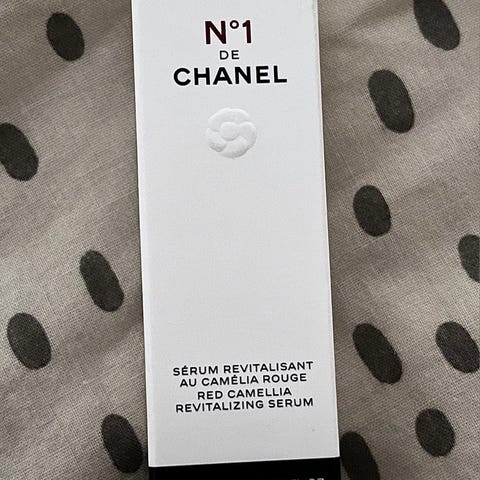 N°1
DE
CHANEL
SÉRUM REVITALISANT
AU CAMÉLIA ROUGE
RED CAMELLIA
REVITALIZING SERUM